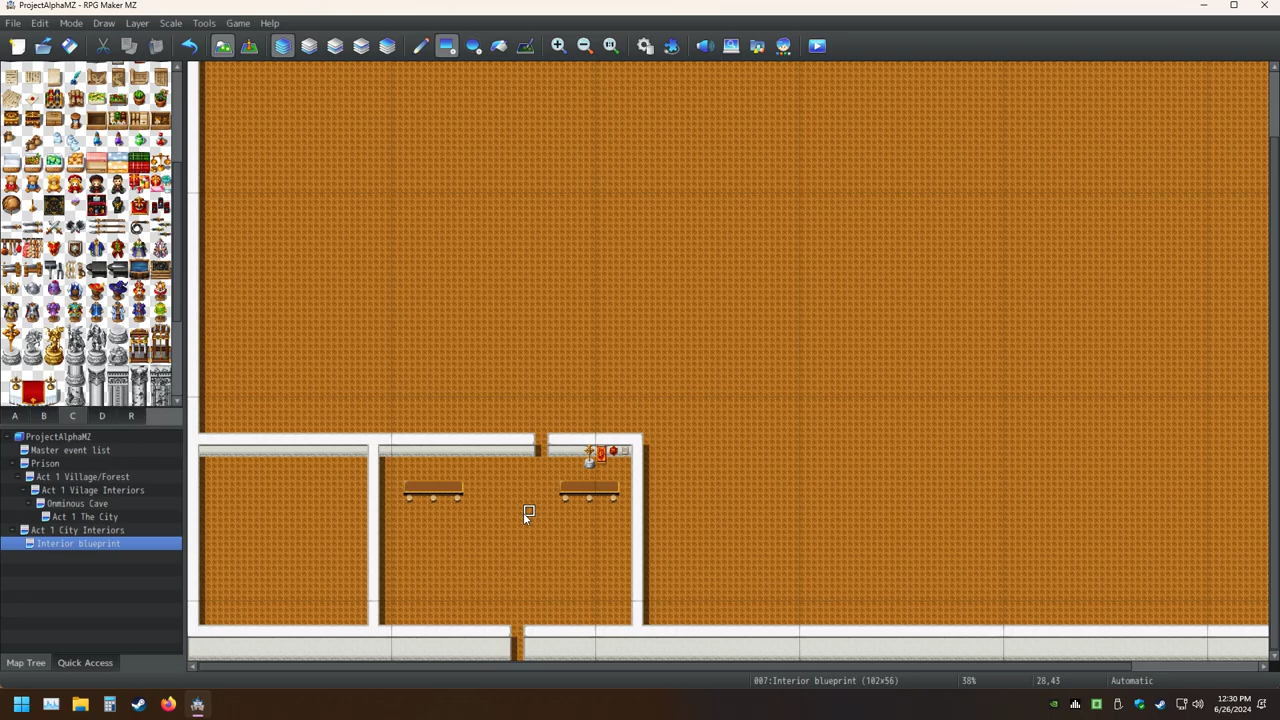 ProjectAlphaMZ - RPG Maker MZ
File Edit Mode Draw Layer Scale Tools Game Help
A B C D R
ProjectAlphaMZ
Master event list
Prison
Act 1 Village/Forest
Act 1 Vilage Interiors
Onminous Cave
Act 1 The City
Act 1 City Interiors
Interior blueprint
Map Tree Quick Access
007:Interior blueprint (102x56) 38% 28,43 Automatic
12:30 PM
6/26/2024